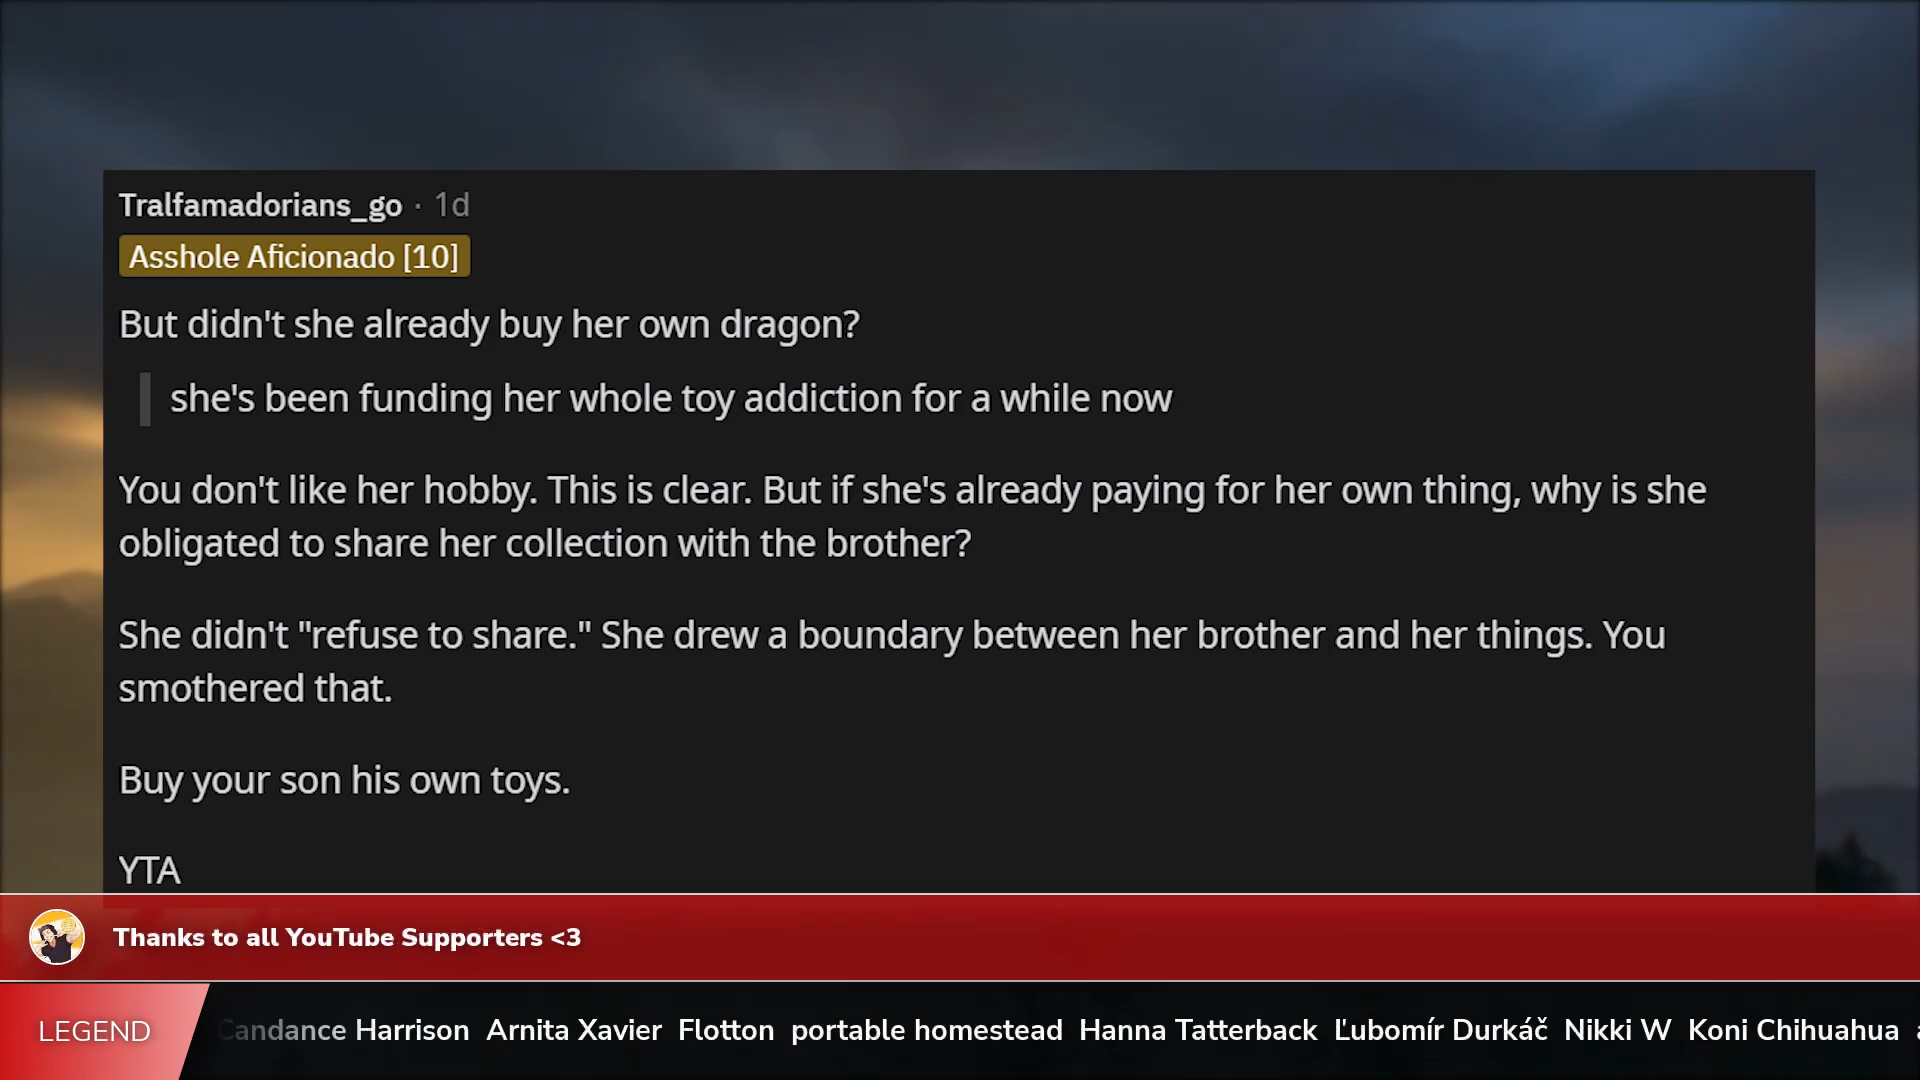 Tralfamadorians_go · 1d
Asshole Aficionado [10]
But didn't she already buy her own dragon?
she's been funding her whole toy addiction for a while now
You don't like her hobby. This is clear. But if she's already paying for her own thing, why is she
obligated to share her collection with the brother?
She didn't "refuse to share." She drew a boundary between her brother and her things. You
smothered that.
Buy your son his own toys.
YTA
Thanks to all YouTube Supporters <3
LEGEND Candance Harrison Arnita Xavier Flotton portable homestead Hanna Tatterback Ľubomír Durkáč Nikki W Koni Chihuahua